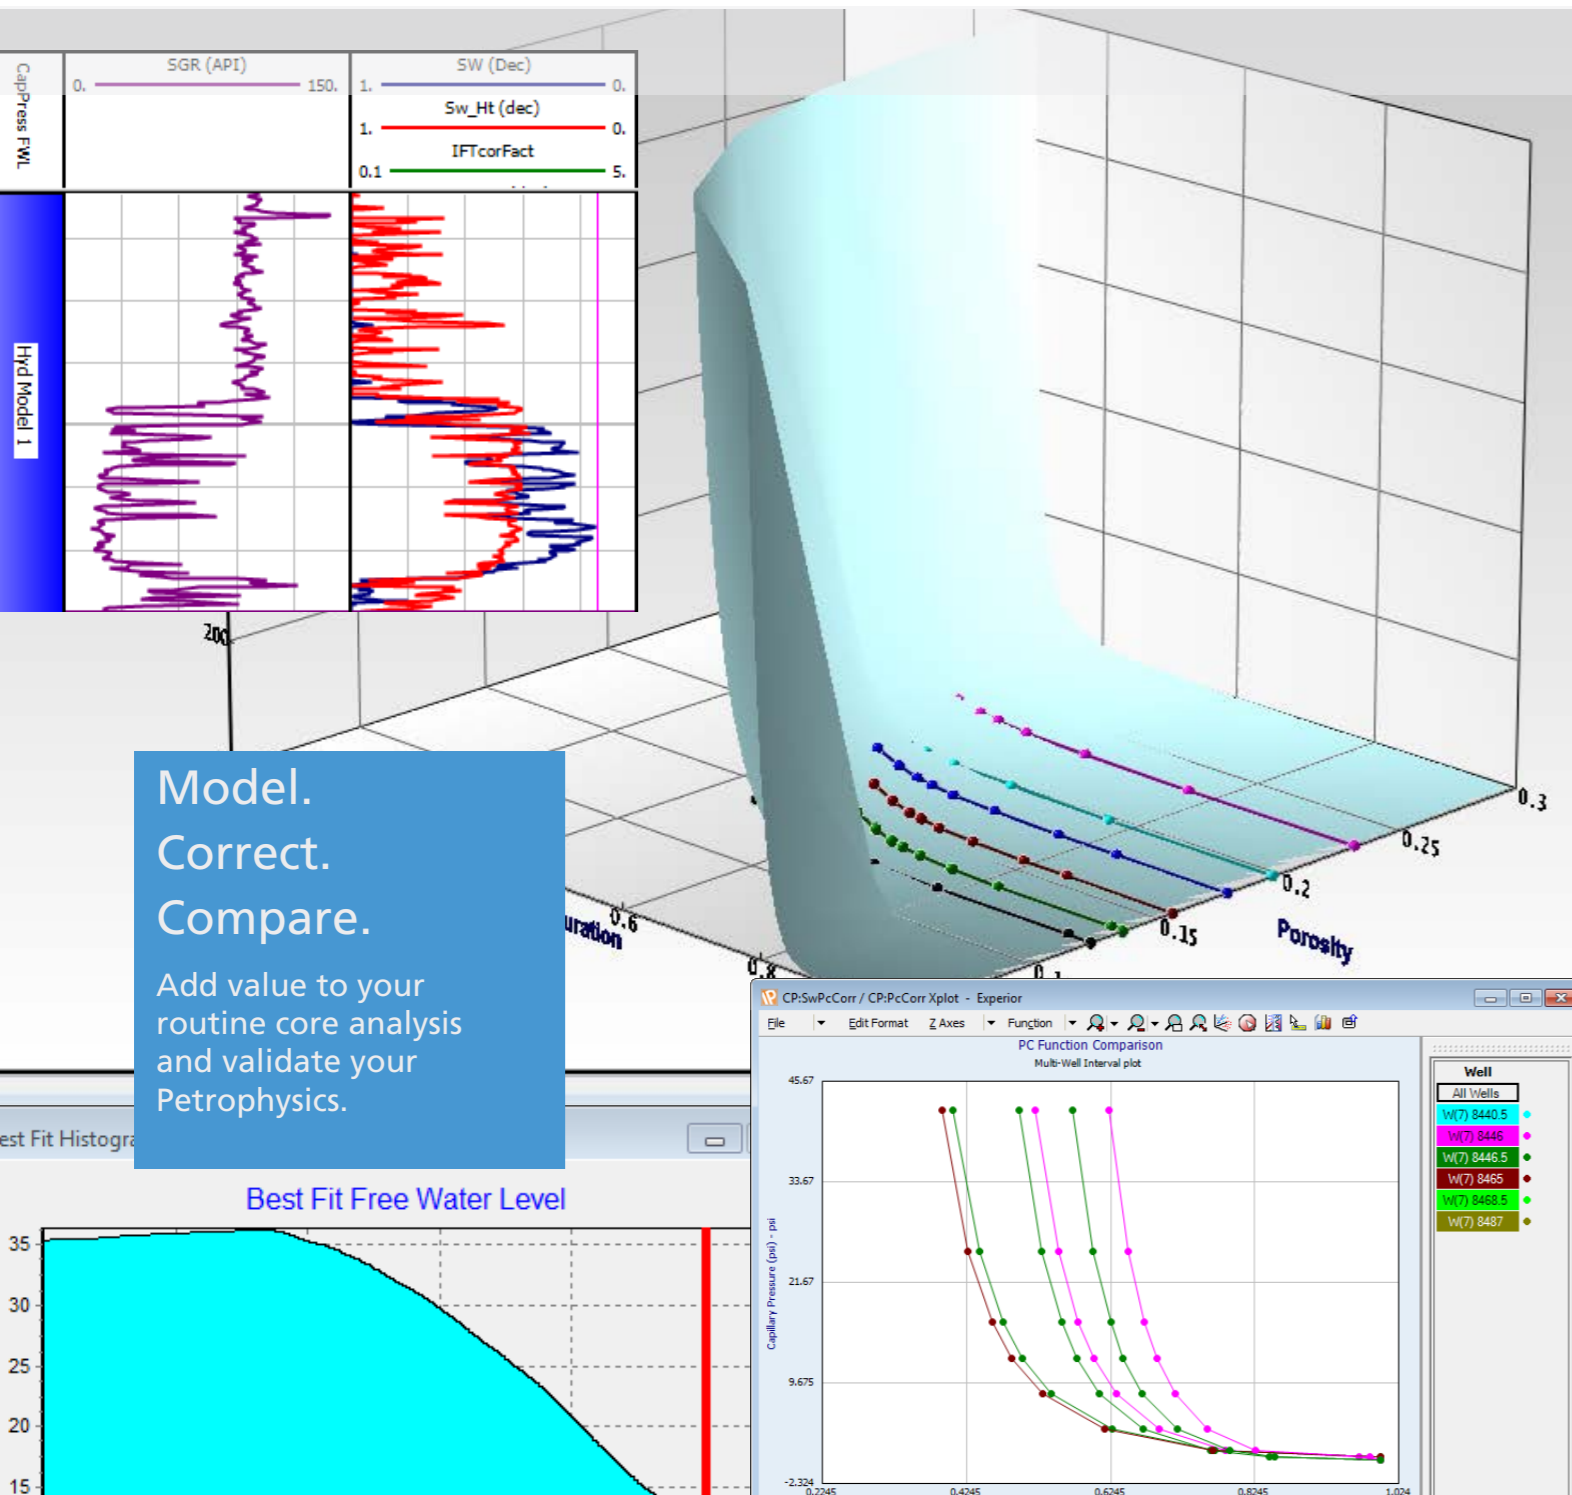 CapPress FWL
SGR (API)
0. 150.
SW (Dec)
1. 0.
Sw_Ht (dec)
1. 0.
IFTcorFact
0.1 5.
Hyd Model 1
200
0.6
0.8
0.15
0.2
0.25
0.3
Porosity
Model.
Correct.
Compare.
Add value to your
routine core analysis
and validate your
Petrophysics.
Best Fit Free Water Level
35
30
25
20
15
CP:SwPcCorr / CP:PcCorr Xplot - Experior
File Edit Format Z Axes Function
PC Function Comparison
Multi-Well Interval plot
Capillary Pressure (psi) - psi
45.67
33.67
21.67
9.675
-2.324
0.2245 0.4245 0.6245 0.8245 1.024
Well
All Wells
W(7) 8440.5
W(7) 8446
W(7) 8446.5
W(7) 8465
W(7) 8468.5
W(7) 8487